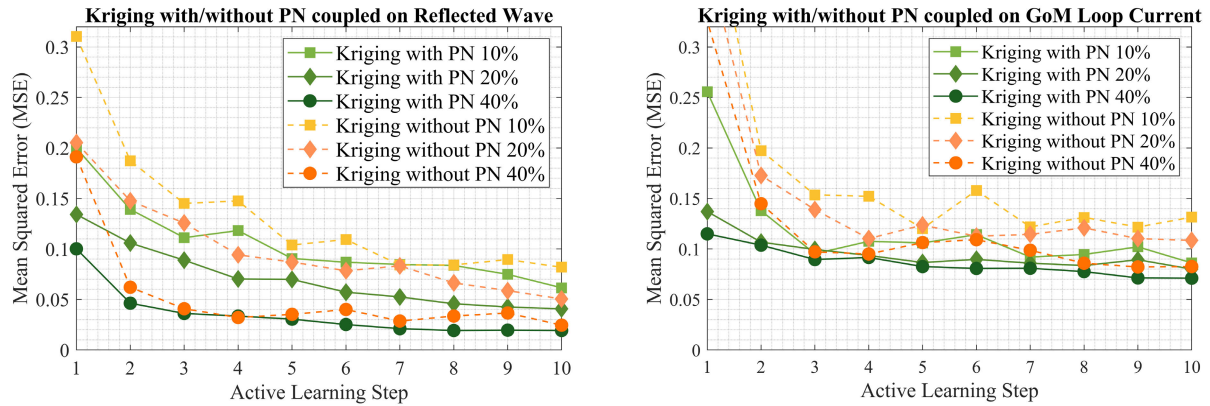 Kriging with/without PN coupled on Reflected Wave
0.3
0.25
0.2
0.15
0.1
0.05
0
Mean Squared Error (MSE)
Kriging with PN 10%
Kriging with PN 20%
Kriging with PN 40%
Kriging without PN 10%
Kriging without PN 20%
Kriging without PN 40%
1 2 3 4 5 6 7 8 9 10
Active Learning Step
Kriging with/without PN coupled on GoM Loop Current
0.3
0.25
0.2
0.15
0.1
0.05
0
Mean Squared Error (MSE)
Kriging with PN 10%
Kriging with PN 20%
Kriging with PN 40%
Kriging without PN 10%
Kriging without PN 20%
Kriging without PN 40%
1 2 3 4 5 6 7 8 9 10
Active Learning Step